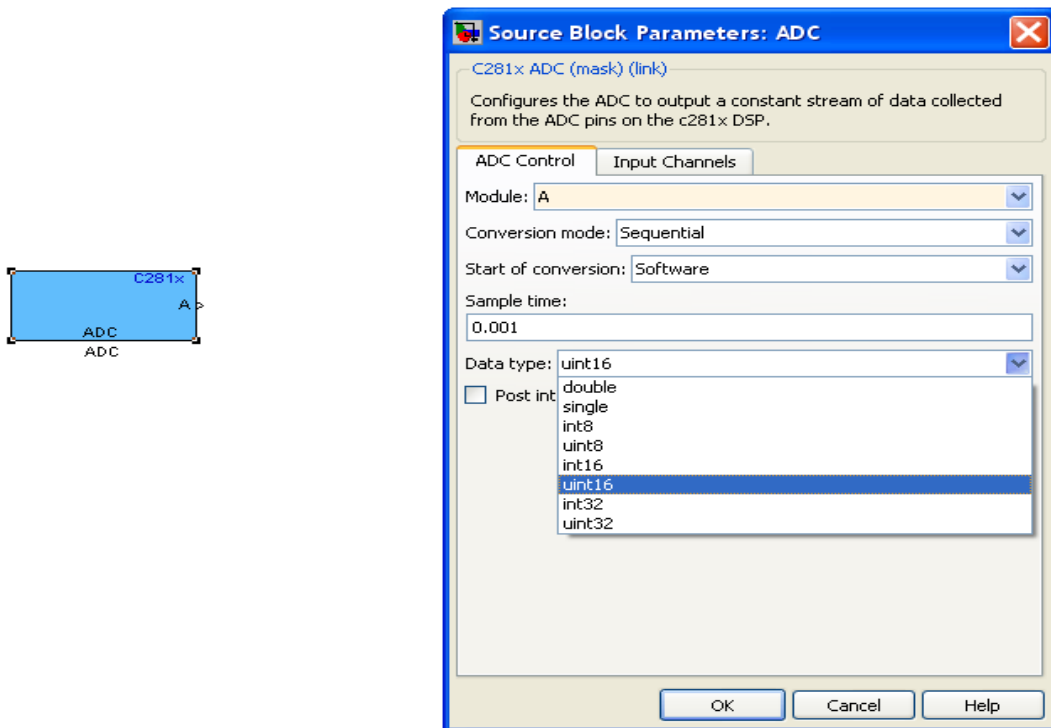 C281x
A
ADC
ADC
Source Block Parameters: ADC
C281x ADC (mask) (link)
Configures the ADC to output a constant stream of data collected
from the ADC pins on the c281x DSP.
ADC Control Input Channels
Module: A
Conversion mode: Sequential
Start of conversion: Software
Sample time:
0.001
Data type: uint16
Post int
double
single
int8
uint8
int16
uint16
int32
uint32
OK Cancel Help